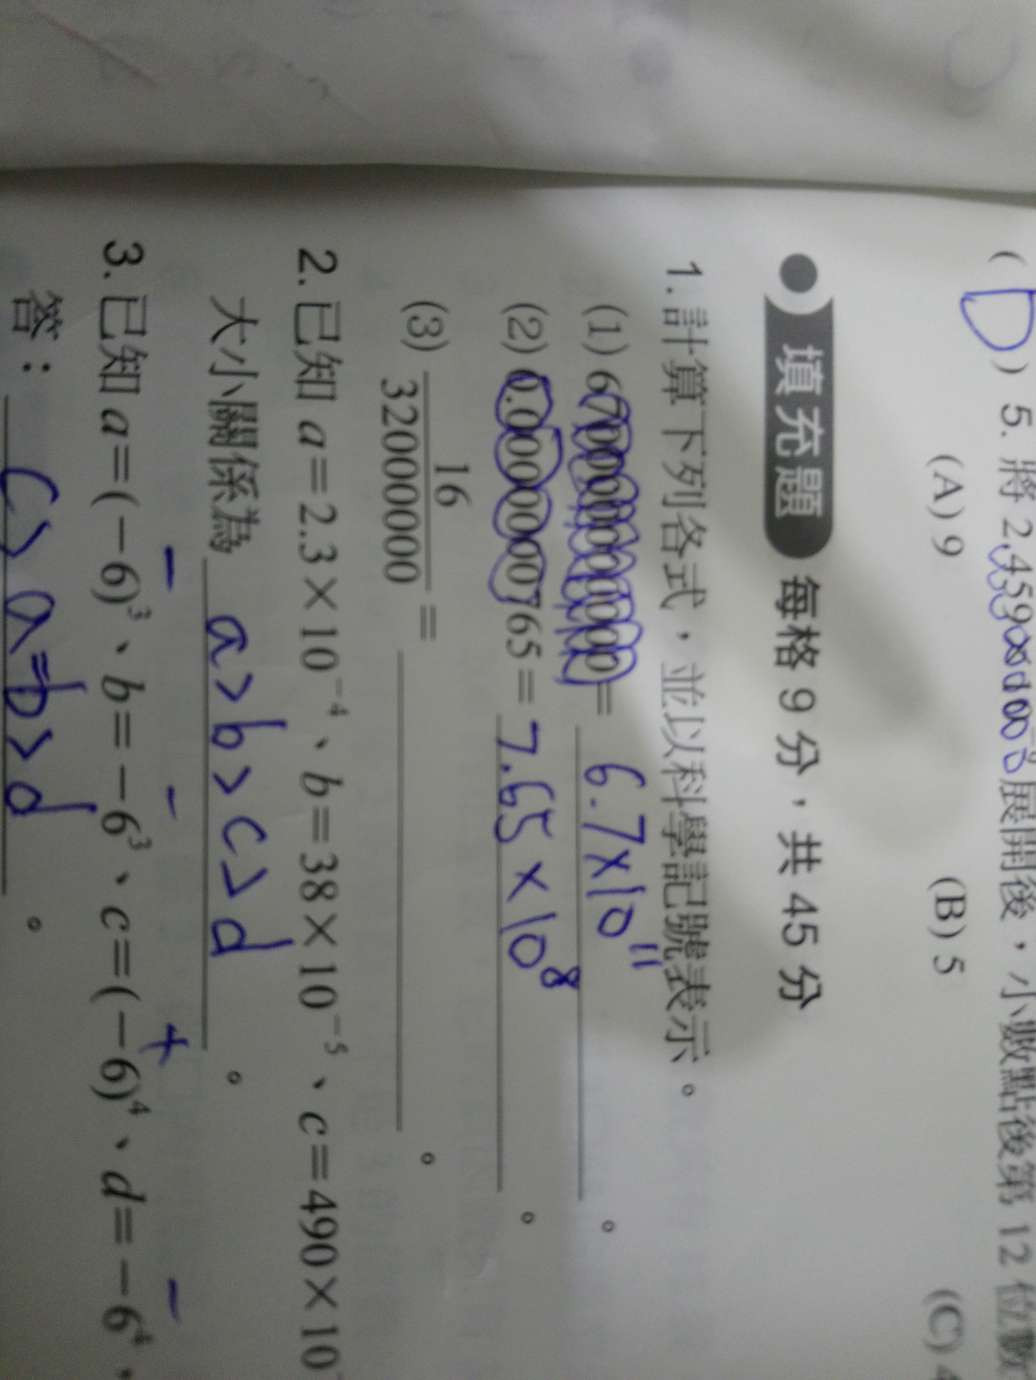 ( D ) 5. 將 2.459 展開後，小數點後第 12 位數
(A) 9 (B) 5 (C) 4
填充題 每格 9 分，共 45 分
1. 計算下列各式，並以科學記號表示。
(1) = 6.7×10¹¹ 。
(2) = 7.65×10⁸ 。
(3) 16/320000000 = 。
2. 已知 a＝2.3×10⁻⁴、b＝38×10⁻⁵、c＝490×10
大小關係為 a>b>c>d 。
3. 已知 a＝(－6)³、b＝－6³、c＝(－6)⁴、d＝－6⁴，
答： c>a=b>d 。